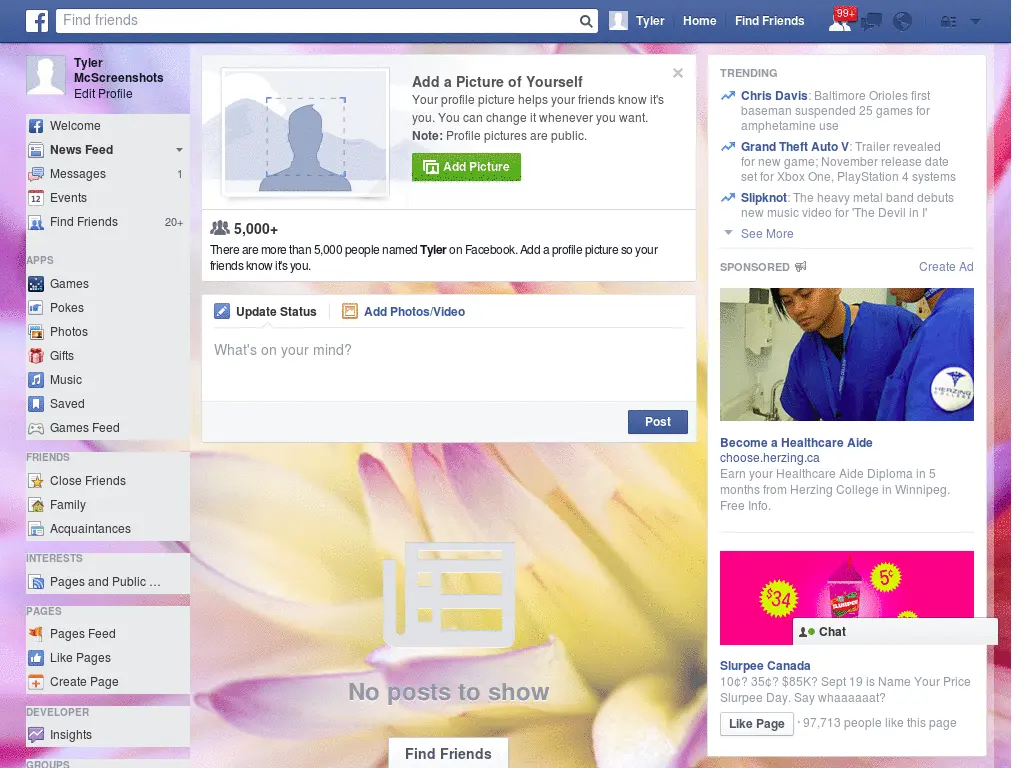 Find friends
Tyler
Home
Find Friends
99+
Tyler
McScreenshots
Edit Profile
Welcome
News Feed
Messages 1
12 Events
Find Friends 20+
APPS
Games
Pokes
Photos
Gifts
Music
Saved
Games Feed
FRIENDS
Close Friends
Family
Acquaintances
INTERESTS
Pages and Public ...
PAGES
Pages Feed
Like Pages
Create Page
DEVELOPER
Insights
GROUPS
Add a Picture of Yourself
Your profile picture helps your friends know it's
you. You can change it whenever you want.
Note: Profile pictures are public.
Add Picture
5,000+
There are more than 5,000 people named Tyler on Facebook. Add a profile picture so your
friends know it's you.
Update Status
Add Photos/Video
What's on your mind?
Post
No posts to show
Find Friends
TRENDING
Chris Davis: Baltimore Orioles first
baseman suspended 25 games for
amphetamine use
Grand Theft Auto V: Trailer revealed
for new game; November release date
set for Xbox One, PlayStation 4 systems
Slipknot: The heavy metal band debuts
new music video for 'The Devil in I'
See More
SPONSORED
Create Ad
HERZING
COLLEGE
Become a Healthcare Aide
choose.herzing.ca
Earn your Healthcare Aide Diploma in 5
months from Herzing College in Winnipeg.
Free Info.
$34
5¢
SLURPEE
Chat
Slurpee Canada
10¢? 35¢? $85K? Sept 19 is Name Your Price
Slurpee Day. Say whaaaaaat?
Like Page · 97,713 people like this page